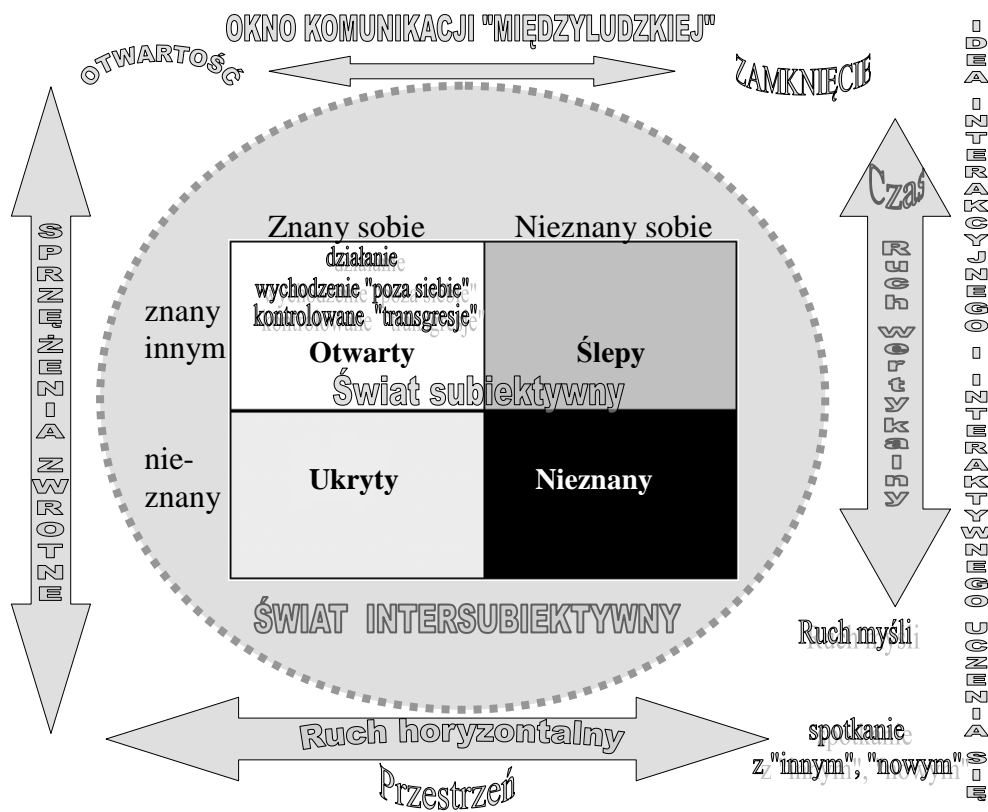 OKNO KOMUNIKACJI "MIĘDZYLUDZKIEJ"
OTWARTOŚĆ
ZAMKNIĘCIE
IDEA INTERAKCYJNEGO I INTERAKTYWNEGO UCZENIA SIĘ
SPRZĘŻENIA ZWROTNE
Czas
Ruch wertykalny
Znany sobie
Nieznany sobie
działanie
wychodzenie "poza siebie"
kontrolowane "transgresje"
znany
innym
Otwarty
Ślepy
Świat subiektywny
nie-
znany
Ukryty
Nieznany
ŚWIAT INTERSUBIEKTYWNY
Ruch myśli
Ruch horyzontalny
Przestrzeń
spotkanie
z "innym", "nowym"